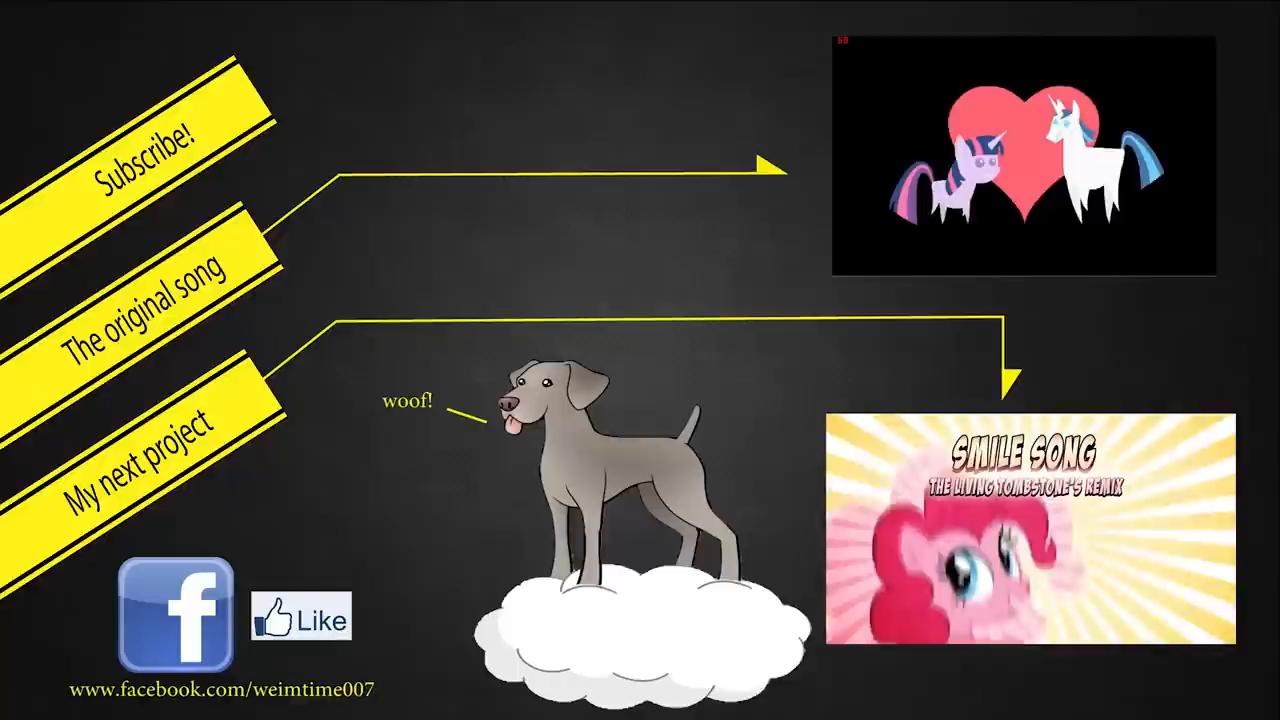 Subscribe!
The original song
My next project
60
woof!
SMILE SONG
THE LIVING TOMBSTONE'S REMIX
f
Like
www.facebook.com/weimtime007